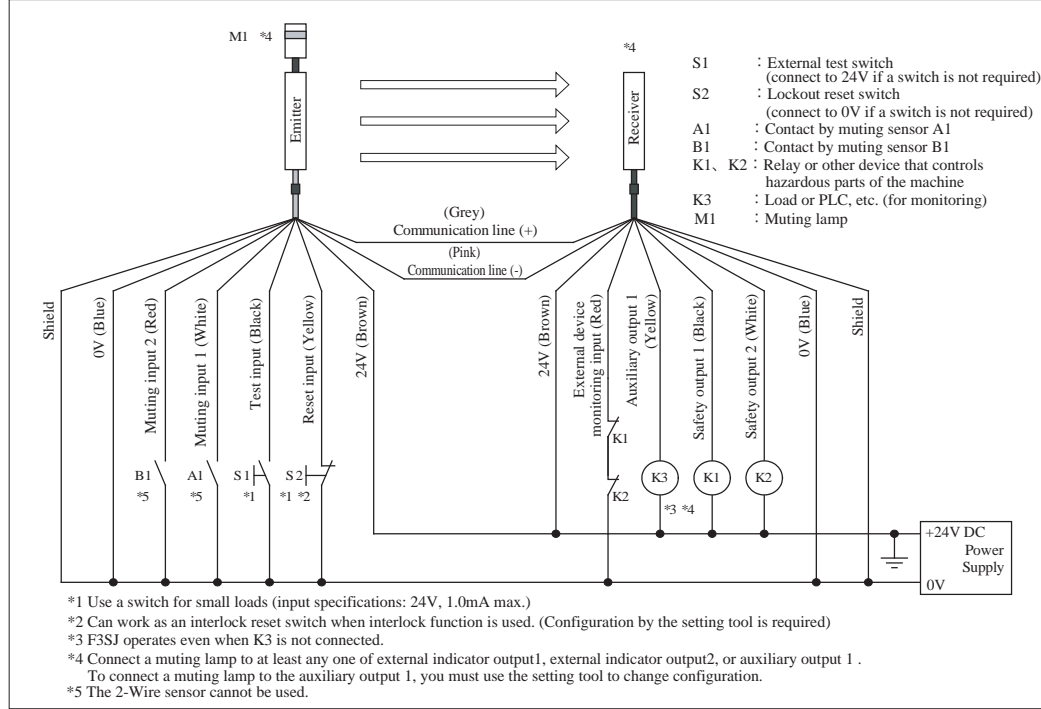 M1 *4
*4
Emitter
Receiver
S1 : External test switch
(connect to 24V if a switch is not required)
S2 : Lockout reset switch
(connect to 0V if a switch is not required)
A1 : Contact by muting sensor A1
B1 : Contact by muting sensor B1
K1、 K2 : Relay or other device that controls
hazardous parts of the machine
K3 : Load or PLC, etc. (for monitoring)
M1 : Muting lamp
(Grey)
Communication line (+)
(Pink)
Communication line (-)
Shield
0V (Blue)
Muting input 2 (Red)
Muting input 1 (White)
Test input (Black)
Reset input (Yellow)
24V (Brown)
24V (Brown)
External device
monitoring input (Red)
Auxiliary output 1
(Yellow)
Safety output 1 (Black)
Safety output 2 (White)
0V (Blue)
Shield
B1
*5
A1
*5
S1
*1
S2
*1 *2
K1
K2
K3
*3 *4
K1
K2
+24V DC
Power
Supply
0V
*1 Use a switch for small loads (input specifications: 24V, 1.0mA max.)
*2 Can work as an interlock reset switch when interlock function is used. (Configuration by the setting tool is required)
*3 F3SJ operates even when K3 is not connected.
*4 Connect a muting lamp to at least any one of external indicator output1, external indicator output2, or auxiliary output 1 .
To connect a muting lamp to the auxiliary output 1, you must use the setting tool to change configuration.
*5 The 2-Wire sensor cannot be used.